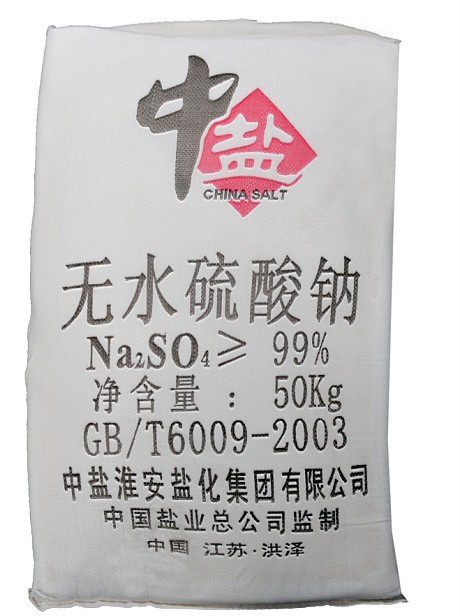 中盐
CHINA SALT
无水硫酸钠
Na₂SO₄≥ 99%
净含量 : 50Kg
GB/T6009-2003
中盐淮安盐化集团有限公司
中国盐业总公司监制
中国 江苏·洪泽